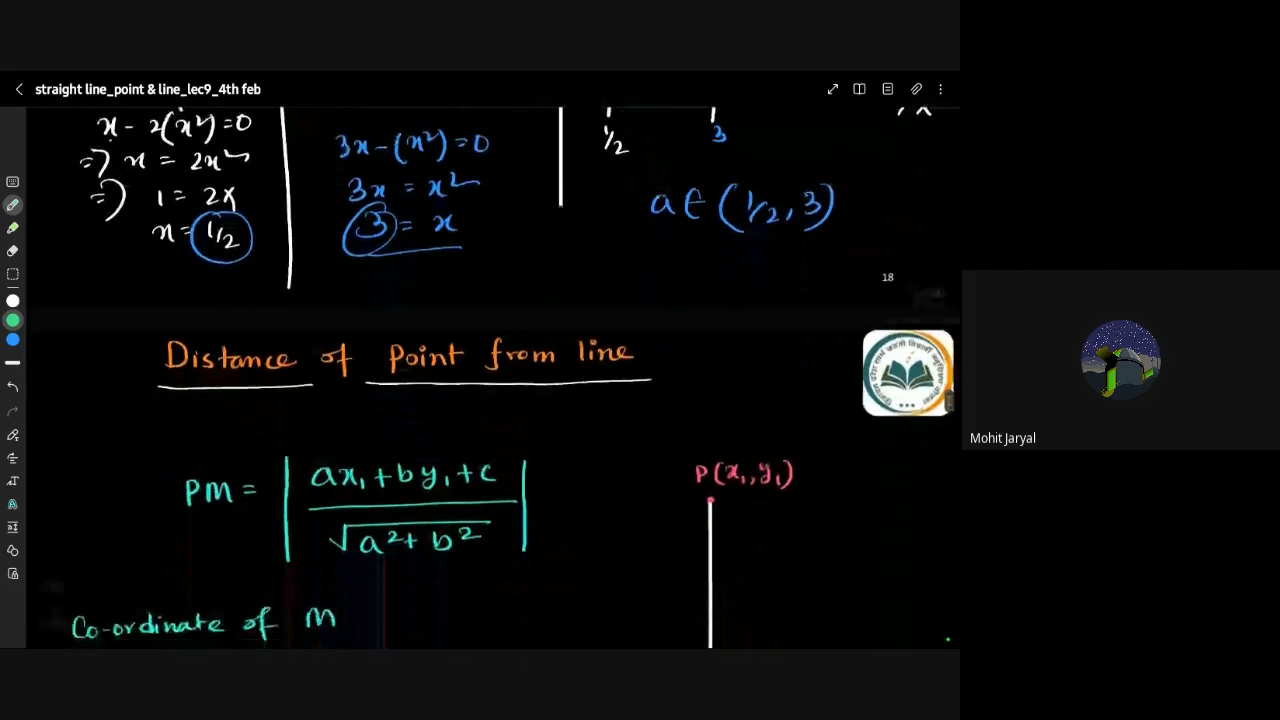 straight line_point & line_lec9_4th feb
x - 2(x²) = 0
=> x = 2x²
=> 1 = 2x
x = 1/2
3x - (x²) = 0
3x = x²
3 = x
1/2
3
a ∈ (1/2, 3)
18
Distance of Point from line
PM = | ax₁ + by₁ + c / √a² + b² |
P(x₁, y₁)
Co-ordinate of M
Mohit Jaryal